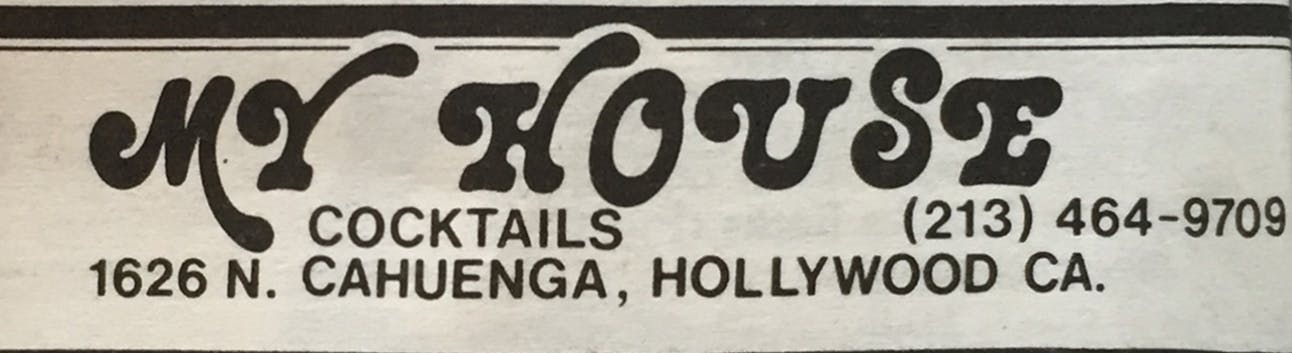 MY HOUSE
COCKTAILS (213) 464-9709
1626 N. CAHUENGA, HOLLYWOOD CA.